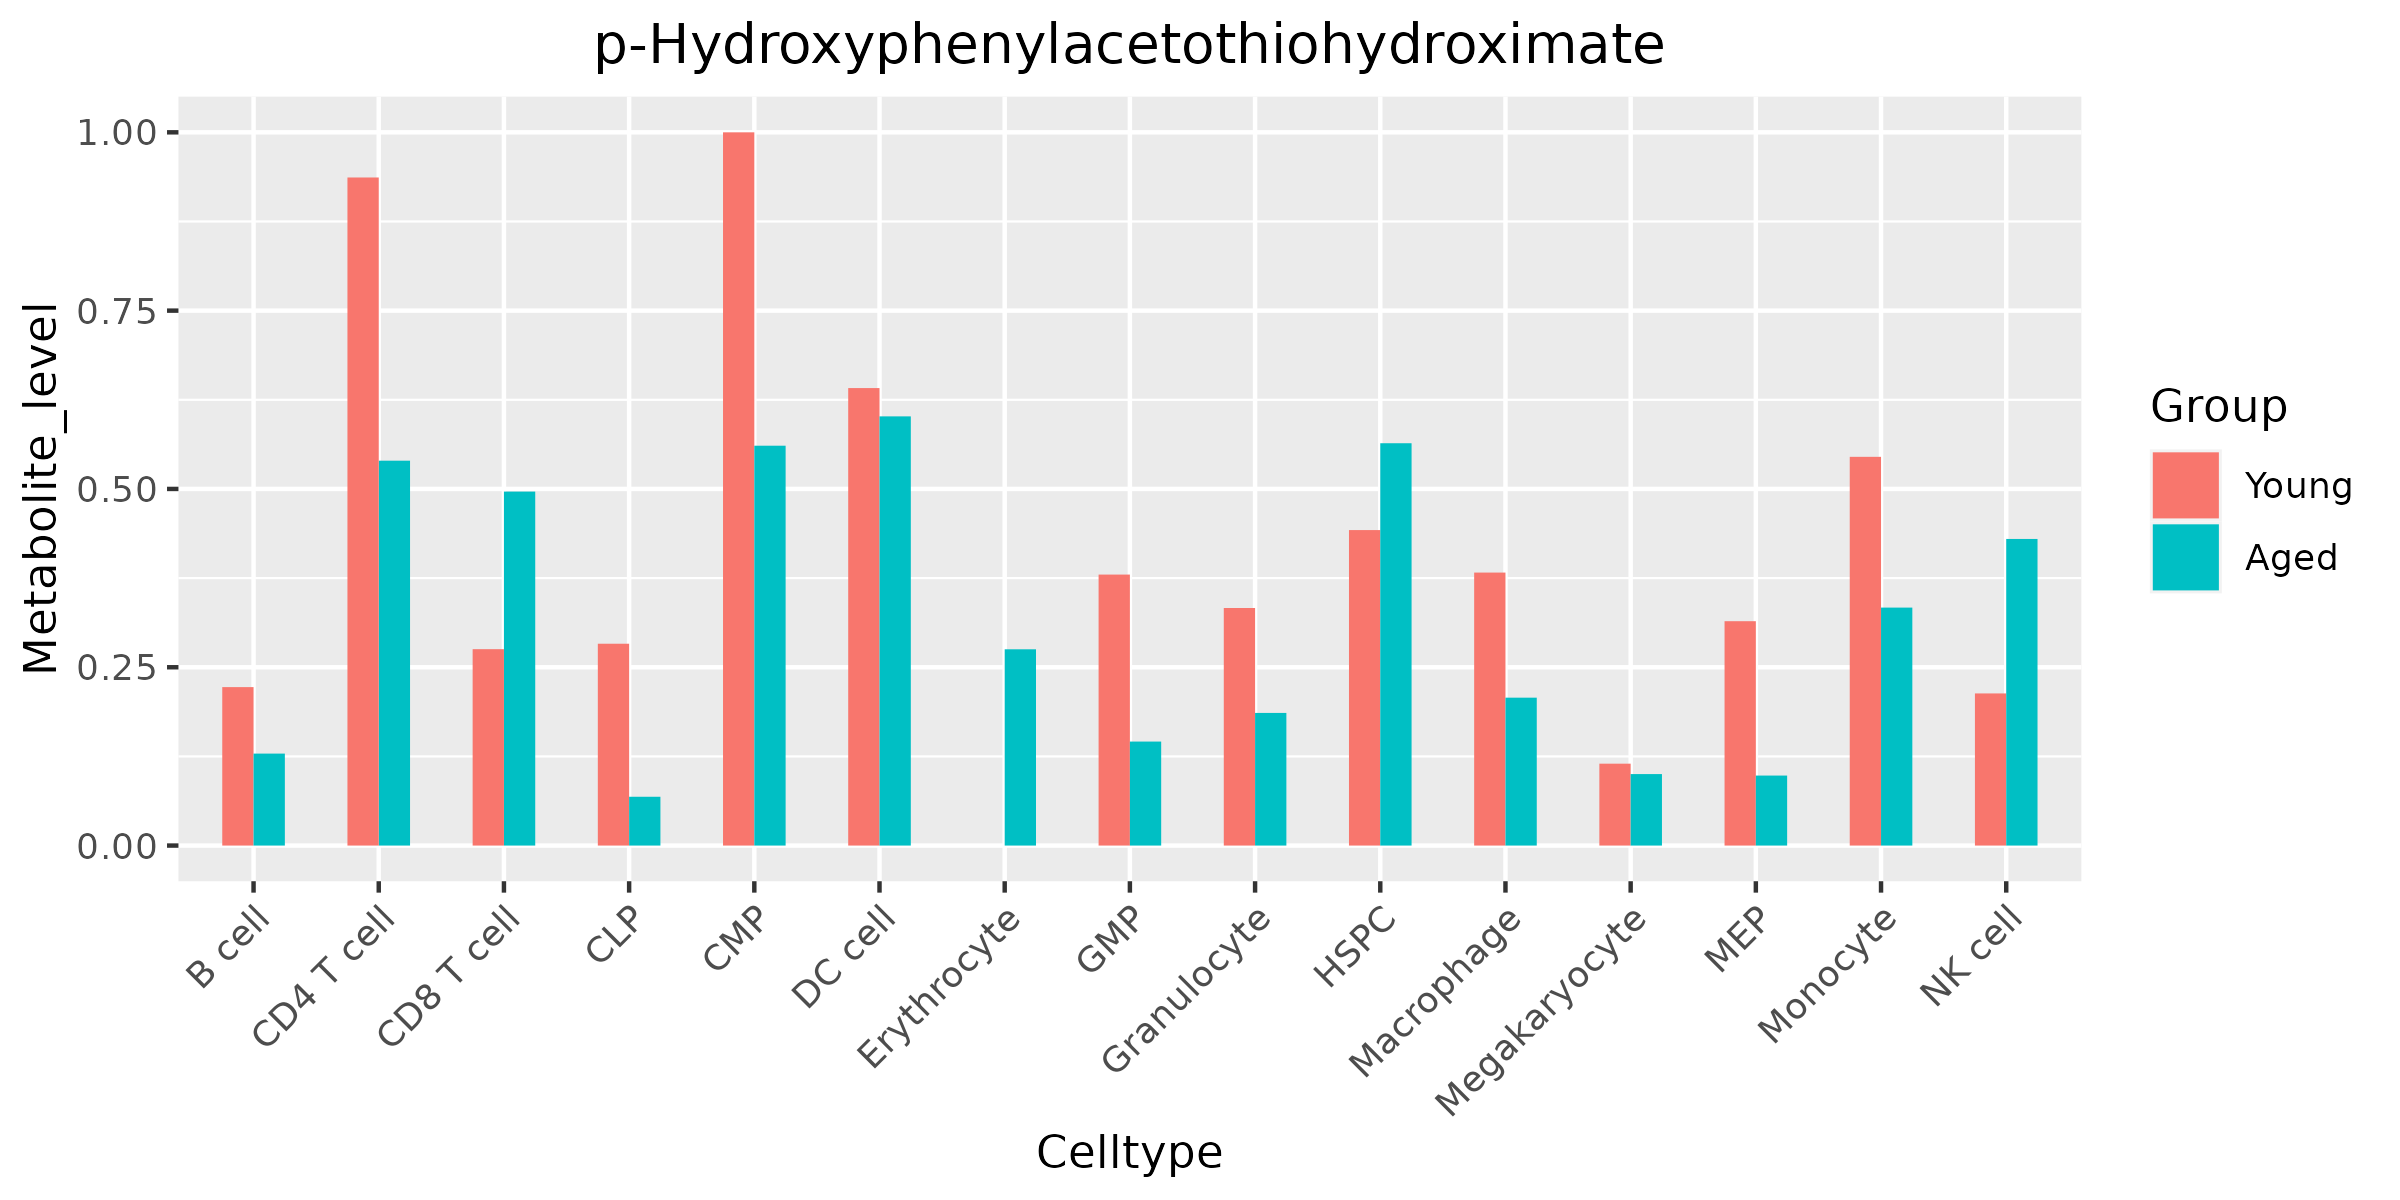 p-Hydroxyphenylacetothiohydroximate
Metabolite_level
1.00
0.75
0.50
0.25
0.00
B cell
CD4 T cell
CD8 T cell
CLP
CMP
DC cell
Erythrocyte
GMP
Granulocyte
HSPC
Macrophage
Megakaryocyte
MEP
Monocyte
NK cell
Celltype
Group
Young
Aged